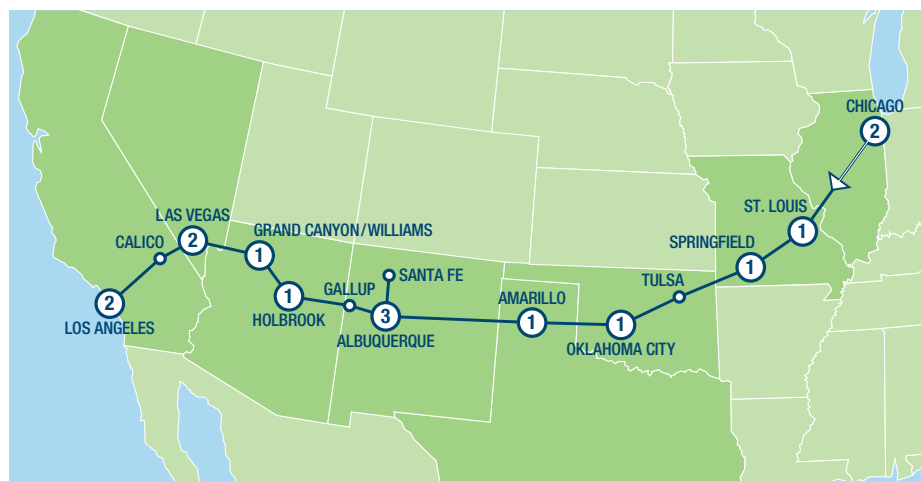 CHICAGO
2
ST. LOUIS
1
SPRINGFIELD
1
TULSA
OKLAHOMA CITY
1
AMARILLO
1
SANTA FE
ALBUQUERQUE
3
GALLUP
HOLBROOK
1
GRAND CANYON/WILLIAMS
1
LAS VEGAS
2
CALICO
LOS ANGELES
2